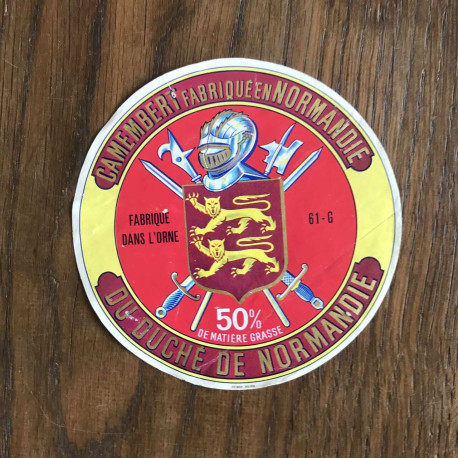 CAMEMBERT FABRIQUÉ EN NORMANDIE
FABRIQUÉ
DANS L'ORNE
61-G
50%
DE MATIÈRE GRASSE
DU DUCHÉ DE NORMANDIE